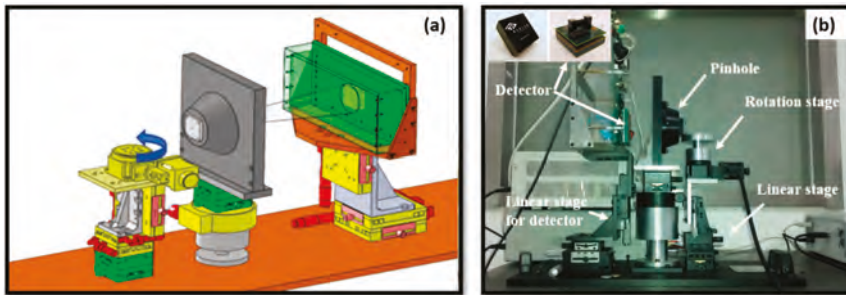 (a)
(b)
Pinhole
Detector
Rotation stage
Linear stage
for detector
Linear stage